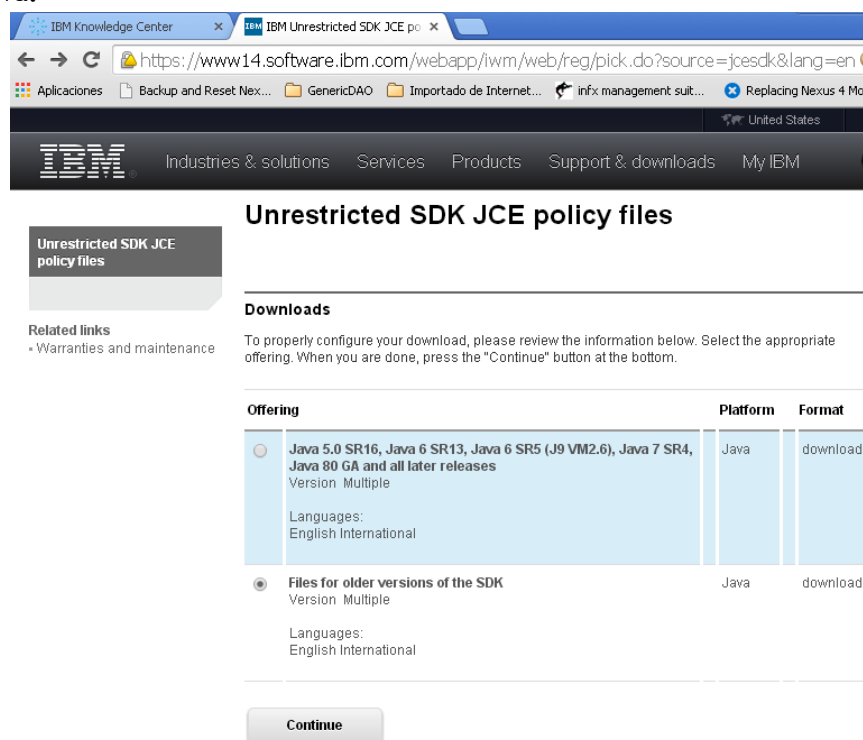 IBM Knowledge Center
IBM Unrestricted SDK JCE po
https://www14.software.ibm.com/webapp/iwm/web/reg/pick.do?source=jcesdk&lang=en
Aplicaciones Backup and Reset Nex... GenericDAO Importado de Internet... infx management suit... Replacing Nexus 4 Mo
United States
IBM Industries & solutions Services Products Support & downloads My IBM
Unrestricted SDK JCE policy files
Unrestricted SDK JCE
policy files
Related links
Warranties and maintenance
Downloads
To properly configure your download, please review the information below. Select the appropriate
offering. When you are done, press the "Continue" button at the bottom.
Offering Platform Format
Java 5.0 SR16, Java 6 SR13, Java 6 SR5 (J9 VM2.6), Java 7 SR4, Java download
Java 80 GA and all later releases
Version Multiple
Languages:
English International
Files for older versions of the SDK Java download
Version Multiple
Languages:
English International
Continue